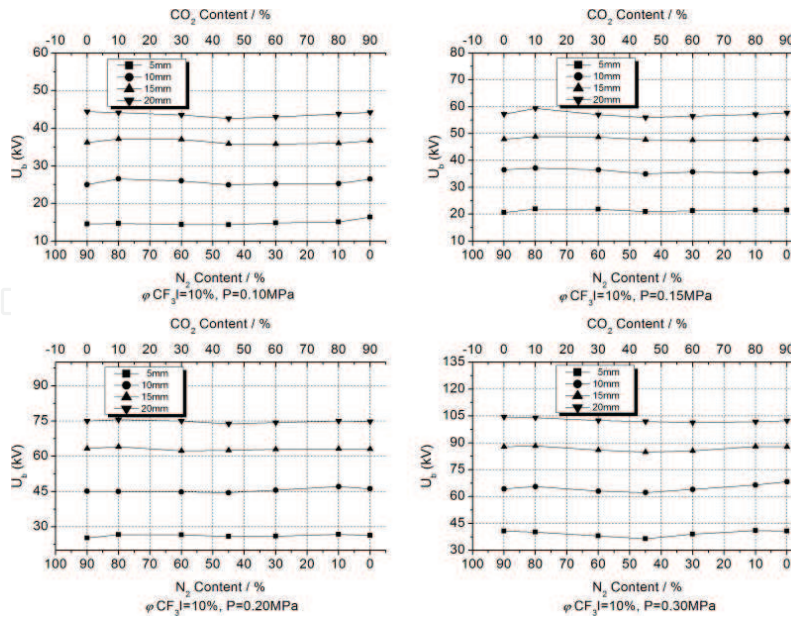 CO₂ Content / %
-10 0 10 20 30 40 50 60 70 80 90
60
50
40
30
20
10
U_b (kV)
5mm
10mm
15mm
20mm
100 90 80 70 60 50 40 30 20 10 0
N₂ Content / %
φ CF₃I=10%, P=0.10MPa
CO₂ Content / %
-10 0 10 20 30 40 50 60 70 80 90
80
70
60
50
40
30
20
10
U_b (kV)
5mm
10mm
15mm
20mm
100 90 80 70 60 50 40 30 20 10 0
N₂ Content / %
φ CF₃I=10%, P=0.15MPa
CO₂ Content / %
-10 0 10 20 30 40 50 60 70 80 90
90
75
60
45
30
U_b (kV)
5mm
10mm
15mm
20mm
100 90 80 70 60 50 40 30 20 10 0
N₂ Content / %
φ CF₃I=10%, P=0.20MPa
CO₂ Content / %
-10 0 10 20 30 40 50 60 70 80 90
135
120
105
90
75
60
45
30
U_b (kV)
5mm
10mm
15mm
20mm
100 90 80 70 60 50 40 30 20 10 0
N₂ Content / %
φ CF₃I=10%, P=0.30MPa